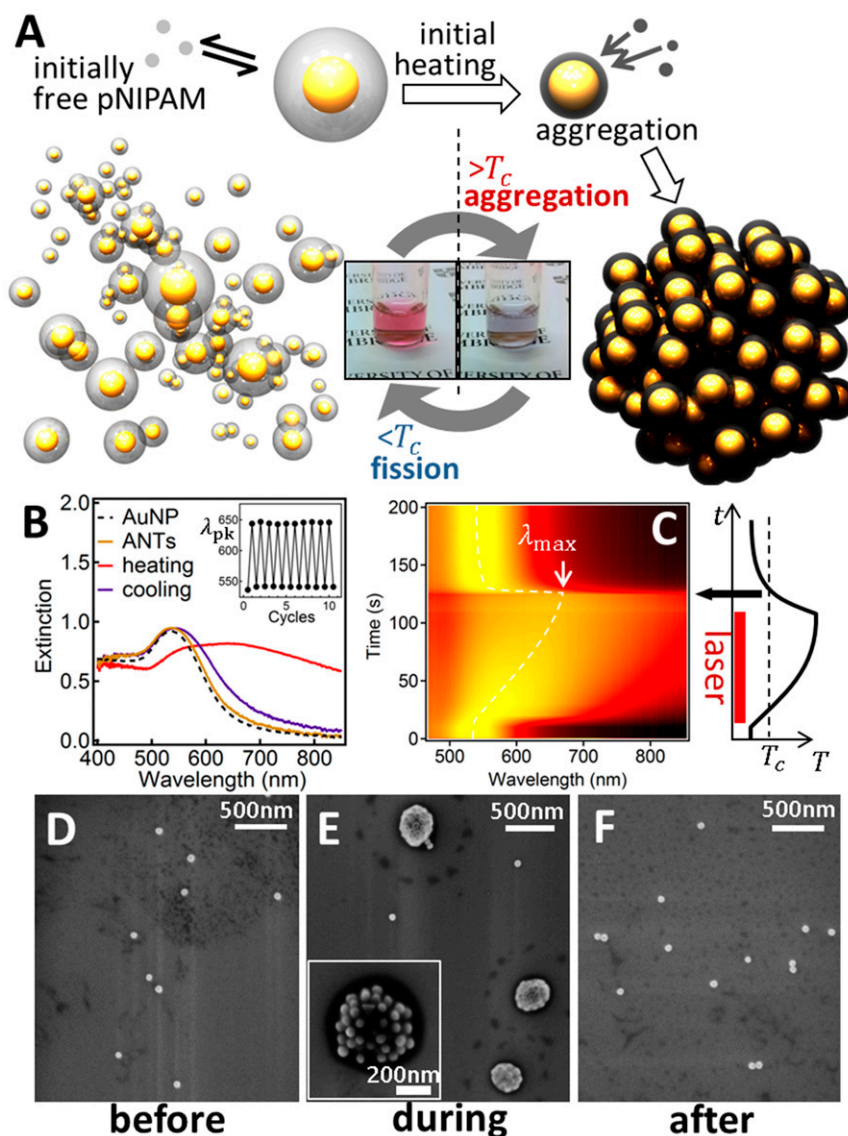 A
initially
free pNIPAM
initial
heating
aggregation
>Tc
aggregation
<Tc
fission
VERSITY OF
IMBRIDGE
B
AuNP
ANTs
heating
cooling
λpk
650
600
550
0
5
10
Cycles
2.0
1.5
1.0
0.5
0.0
Extinction
400
500
600
700
800
Wavelength (nm)
C
λmax
200
150
100
50
0
Time (s)
500
600
700
800
Wavelength (nm)
t
laser
Tc
T
D
500nm
before
E
500nm
200nm
during
F
500nm
after